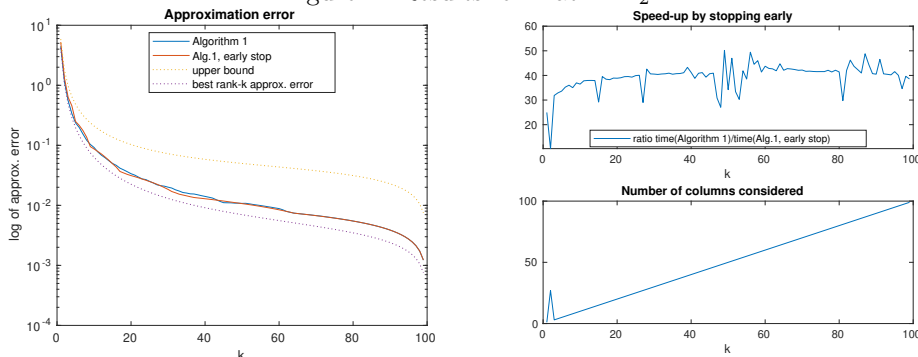 Approximation error
10^1
10^0
10^-1
10^-2
10^-3
10^-4
log of approx. error
Algorithm 1
Alg.1, early stop
upper bound
best rank-k approx. error
0 20 40 60 80 100
k
Speed-up by stopping early
60
50
40
30
20
ratio time(Algorithm 1)/time(Alg.1, early stop)
0 20 40 60 80 100
k
Number of columns considered
100
50
0
0 20 40 60 80 100
k